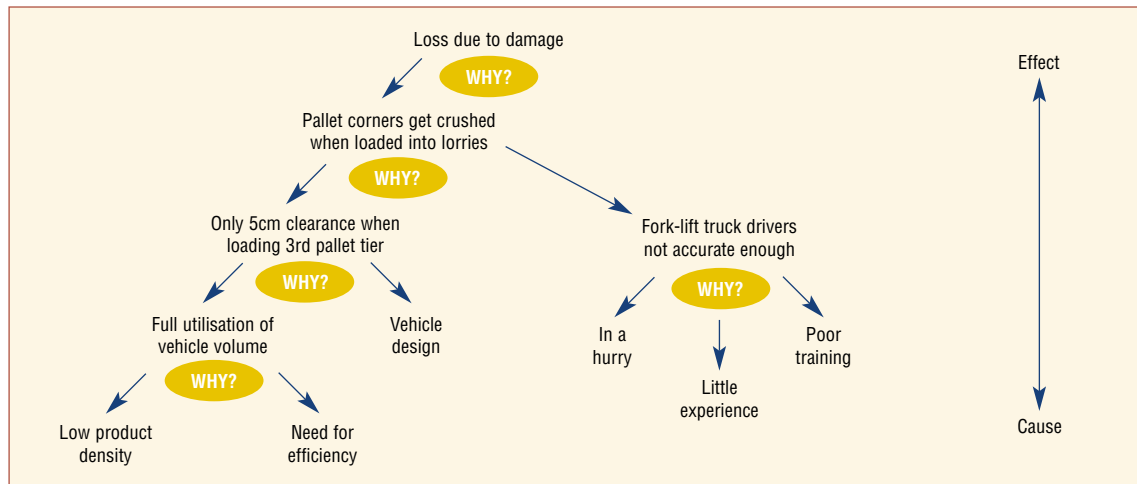 Loss due to damage
WHY?
Effect
Pallet corners get crushed
when loaded into lorries
WHY?
Only 5cm clearance when
loading 3rd pallet tier
Fork-lift truck drivers
not accurate enough
WHY?
WHY?
Full utilisation of
vehicle volume
Vehicle
design
In a
hurry
Poor
training
WHY?
Little
experience
Low product
density
Need for
efficiency
Cause